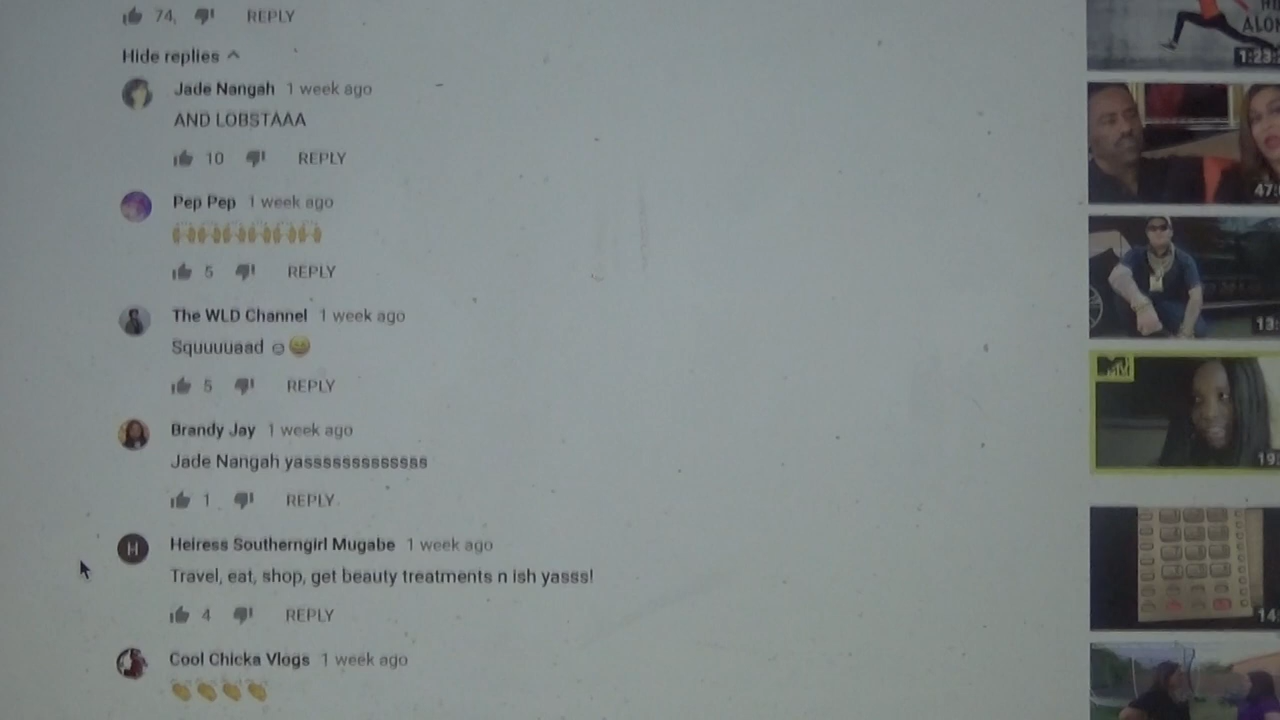 74 REPLY
Hide replies
Jade Nangah 1 week ago
AND LOBSTAAA
10 REPLY
Pep Pep 1 week ago
5 REPLY
The WLD Channel 1 week ago
Squuuuaad
5 REPLY
Brandy Jay 1 week ago
Jade Nangah yasssssssssssss
1 REPLY
Heiress Southerngirl Mugabe 1 week ago
Travel, eat, shop, get beauty treatments n ish yasss!
4 REPLY
Cool Chicka Vlogs 1 week ago
H
ALO
1:23:
47:
13:
MTV
19:
14: